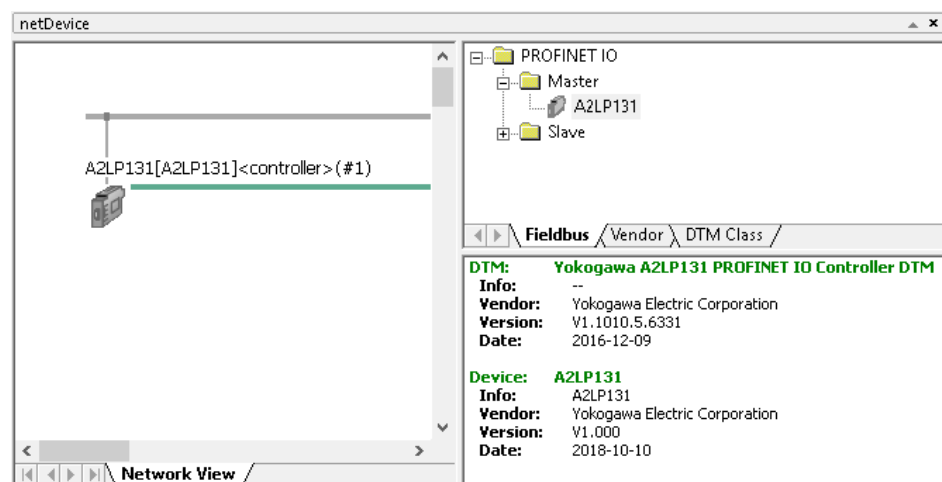 netDevice
A2LP131[A2LP131]<controller>(#1)
Network View
PROFINET IO
Master
A2LP131
Slave
Fieldbus Vendor DTM Class
DTM: Yokogawa A2LP131 PROFINET IO Controller DTM
Info: --
Vendor: Yokogawa Electric Corporation
Version: V1.1010.5.6331
Date: 2016-12-09
Device: A2LP131
Info: A2LP131
Vendor: Yokogawa Electric Corporation
Version: V1.000
Date: 2018-10-10